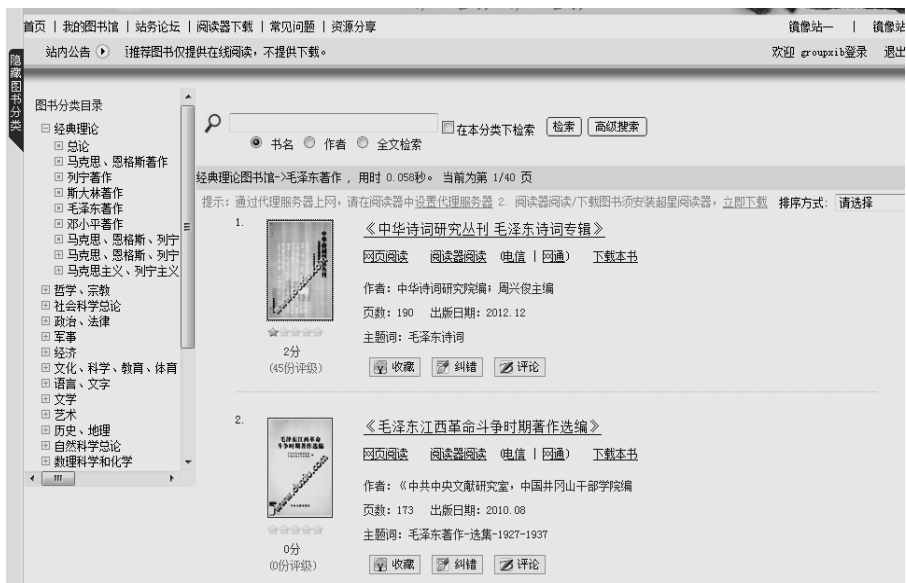 首页 | 我的图书馆 | 站务论坛 | 阅读器下载 | 常见问题 | 资源分享
镜像站一 | 镜像站
站内公告 推荐图书仅提供在线阅读，不提供下载。
欢迎 groupxib登录 退出
隐藏图书分类
图书分类目录
经典理论
总论
马克思、恩格斯著作
列宁著作
斯大林著作
毛泽东著作
邓小平著作
马克思、恩格斯、列宁
马克思、恩格斯、列宁
马克思主义、列宁主义
哲学、宗教
社会科学总论
政治、法律
军事
经济
文化、科学、教育、体育
语言、文字
文学
艺术
历史、地理
自然科学总论
数理科学和化学
在本分类下检索 检索 高级搜索
书名 作者 全文检索
经典理论图书馆->毛泽东著作 ，用时 0.058秒。 当前为第 1/40 页
提示：通过代理服务器上网，请在阅读器中设置代理服务器 2. 阅读器阅读/下载图书须安装超星阅读器，立即下载 排序方式： 请选择
1.
《中华诗词研究丛刊 毛泽东诗词专辑》
网页阅读 阅读器阅读 (电信 | 网通) 下载本书
作者：中华诗词研究院编；周兴俊主编
页数：190 出版日期：2012.12
主题词：毛泽东诗词
2分
(45份评级)
收藏 纠错 评论
2.
毛泽东江西革命
斗争时期著作选编
《毛泽东江西革命斗争时期著作选编》
网页阅读 阅读器阅读 (电信 | 网通) 下载本书
作者：《中共中央文献研究室，中国井冈山干部学院编
页数：173 出版日期：2010.08
主题词：毛泽东著作-选集-1927-1937
0分
(0份评级)
收藏 纠错 评论